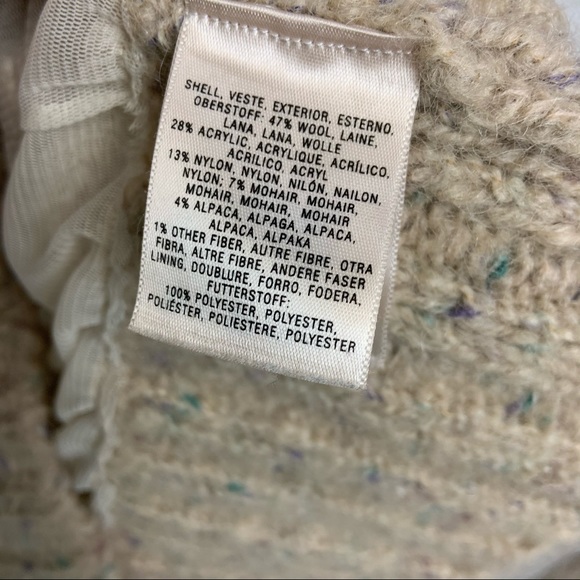 SHELL, VESTE, EXTERIOR, ESTERNO,
OBERSTOFF: 47% WOOL, LAINE,
LANA, LANA, WOLLE
28% ACRYLIC, ACRYLIQUE, ACRÍLICO,
ACRILICO, ACRYL
13% NYLON, NYLON, NILÓN, NAILON,
NYLON; 7% MOHAIR, MOHAIR,
MOHAIR, MOHAIR, MOHAIR
4% ALPACA, ALPAGA, ALPACA,
ALPACA, ALPAKA
1% OTHER FIBER, AUTRE FIBRE, OTRA
FIBRA, ALTRE FIBRE, ANDERE FASER
LINING, DOUBLURE, FORRO, FODERA,
FUTTERSTOFF:
100% POLYESTER, POLYESTER,
POLIÉSTER, POLIESTERE, POLYESTER